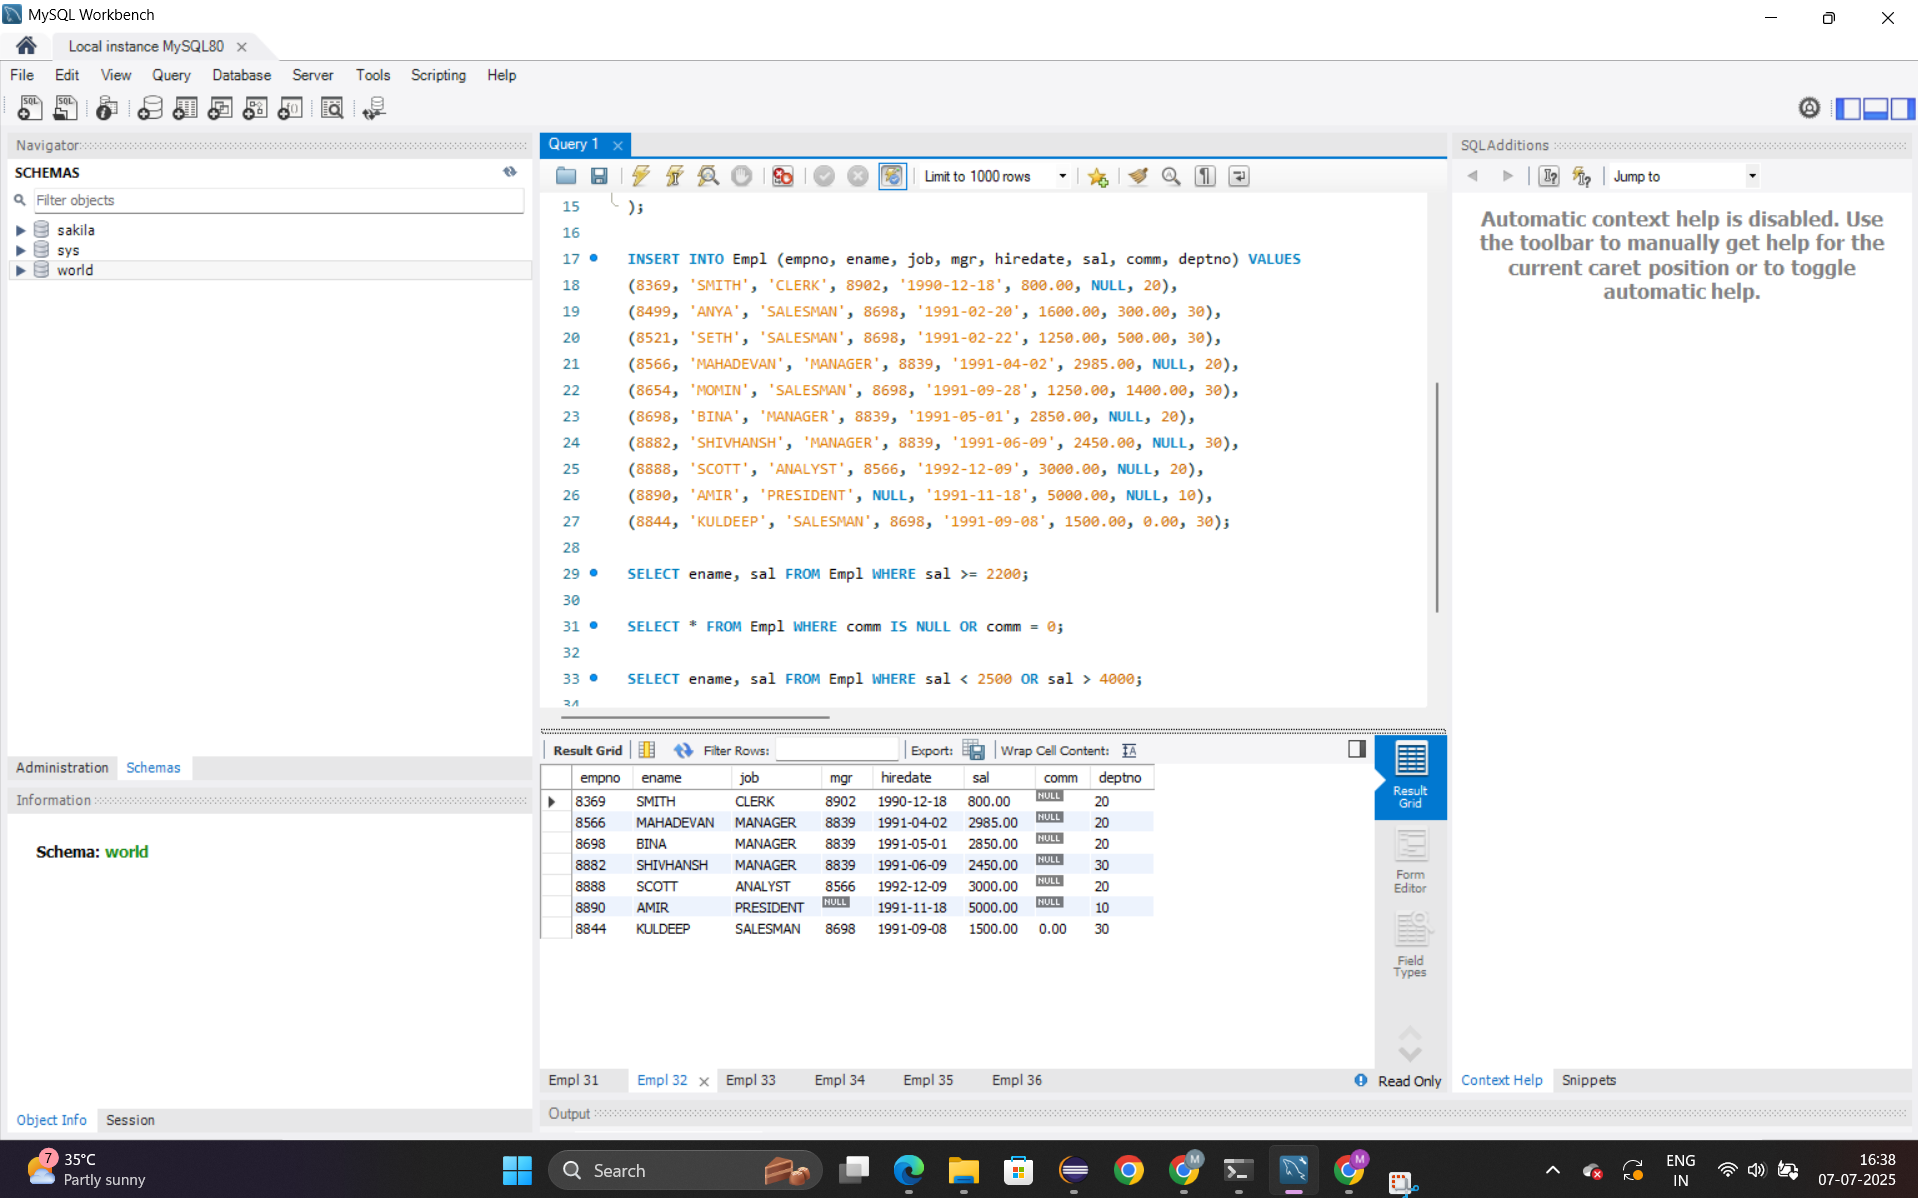 MySQL Workbench
Local instance MySQL80
File Edit View Query Database Server Tools Scripting Help
Navigator
SCHEMAS
Filter objects
sakila
sys
world
Administration Schemas
Information
Schema: world
Object Info Session
Query 1
Limit to 1000 rows
15 );
16
17 INSERT INTO Empl (empno, ename, job, mgr, hiredate, sal, comm, deptno) VALUES
18 (8369, 'SMITH', 'CLERK', 8902, '1990-12-18', 800.00, NULL, 20),
19 (8499, 'ANYA', 'SALESMAN', 8698, '1991-02-20', 1600.00, 300.00, 30),
20 (8521, 'SETH', 'SALESMAN', 8698, '1991-02-22', 1250.00, 500.00, 30),
21 (8566, 'MAHADEVAN', 'MANAGER', 8839, '1991-04-02', 2985.00, NULL, 20),
22 (8654, 'MOMIN', 'SALESMAN', 8698, '1991-09-28', 1250.00, 1400.00, 30),
23 (8698, 'BINA', 'MANAGER', 8839, '1991-05-01', 2850.00, NULL, 20),
24 (8882, 'SHIVHANSH', 'MANAGER', 8839, '1991-06-09', 2450.00, NULL, 30),
25 (8888, 'SCOTT', 'ANALYST', 8566, '1992-12-09', 3000.00, NULL, 20),
26 (8890, 'AMIR', 'PRESIDENT', NULL, '1991-11-18', 5000.00, NULL, 10),
27 (8844, 'KULDEEP', 'SALESMAN', 8698, '1991-09-08', 1500.00, 0.00, 30);
28
29 SELECT ename, sal FROM Empl WHERE sal >= 2200;
30
31 SELECT * FROM Empl WHERE comm IS NULL OR comm = 0;
32
33 SELECT ename, sal FROM Empl WHERE sal < 2500 OR sal > 4000;
34
Result Grid Filter Rows: Export: Wrap Cell Content:
empno ename job mgr hiredate sal comm deptno
8369 SMITH CLERK 8902 1990-12-18 800.00 NULL 20
8566 MAHADEVAN MANAGER 8839 1991-04-02 2985.00 NULL 20
8698 BINA MANAGER 8839 1991-05-01 2850.00 NULL 20
8882 SHIVHANSH MANAGER 8839 1991-06-09 2450.00 NULL 30
8888 SCOTT ANALYST 8566 1992-12-09 3000.00 NULL 20
8890 AMIR PRESIDENT NULL 1991-11-18 5000.00 NULL 10
8844 KULDEEP SALESMAN 8698 1991-09-08 1500.00 0.00 30
Result
Grid
Form
Editor
Field
Types
Empl 31 Empl 32 Empl 33 Empl 34 Empl 35 Empl 36 Read Only
Output
SQLAdditions
Jump to
Automatic context help is disabled. Use
the toolbar to manually get help for the
current caret position or to toggle
automatic help.
Context Help Snippets
7
35°C
Partly sunny
Search
M
M
ENG
IN
16:38
07-07-2025